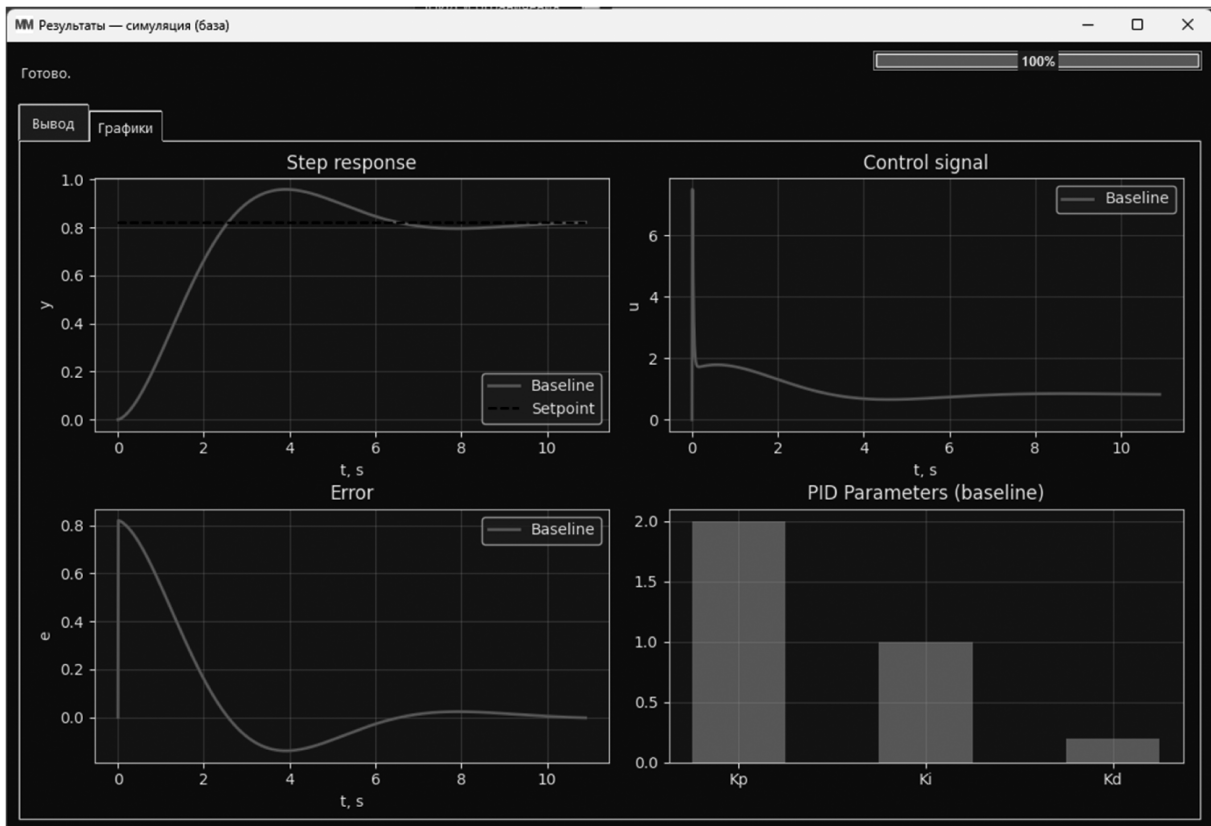 Результаты — симуляция (база)
Готово.
100%
Вывод
Графики
Step response
1.0
0.8
0.6
0.4
0.2
0.0
y
Baseline
Setpoint
0 2 4 6 8 10
t, s
Control signal
6
4
2
0
u
Baseline
0 2 4 6 8 10
t, s
Error
0.8
0.6
0.4
0.2
0.0
e
Baseline
0 2 4 6 8 10
t, s
PID Parameters (baseline)
2.0
1.5
1.0
0.5
0.0
Kp Ki Kd